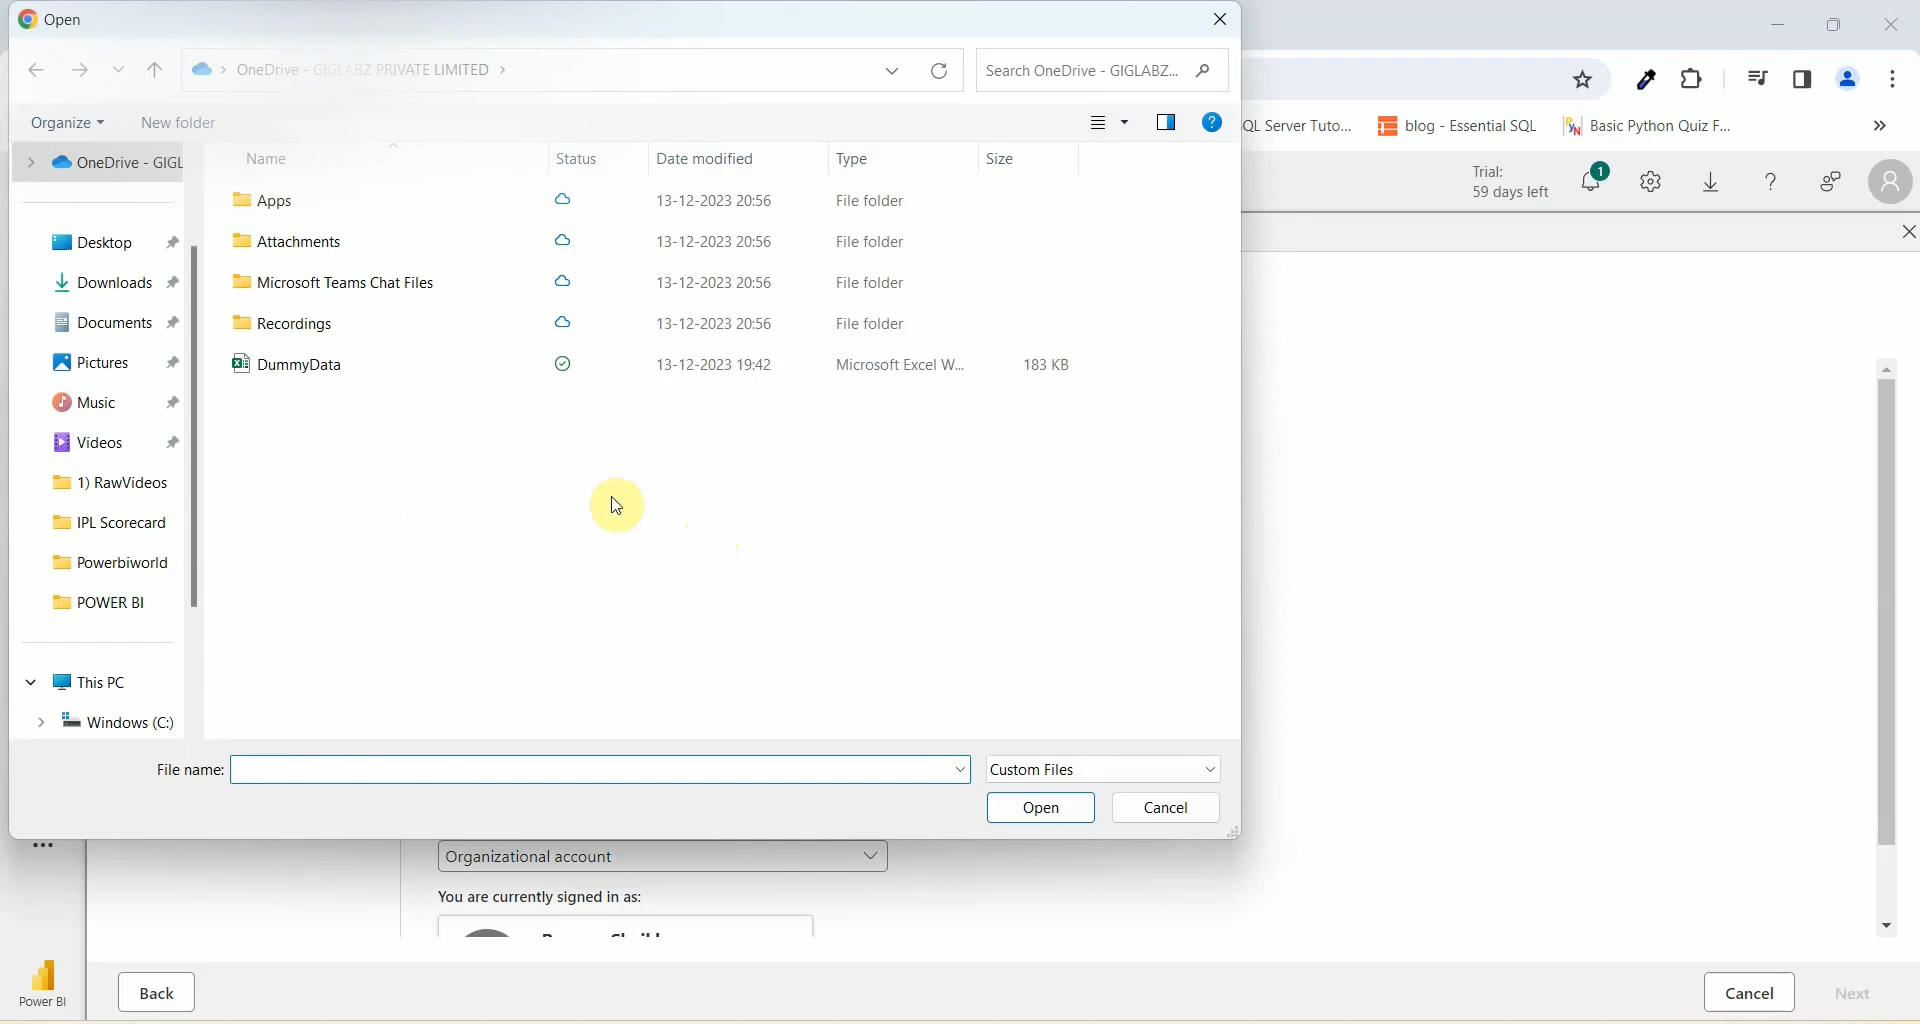 Open
OneDrive - GIGLABZ PRIVATE LIMITED
Search OneDrive - GIGLABZ...
Organize
New folder
QL Server Tuto...
blog - Essential SQL
Basic Python Quiz F...
Trial:
59 days left
1
OneDrive - GIGL
Name
Status
Date modified
Type
Size
Apps
13-12-2023 20:56
File folder
Attachments
13-12-2023 20:56
File folder
Microsoft Teams Chat Files
13-12-2023 20:56
File folder
Recordings
13-12-2023 20:56
File folder
DummyData
13-12-2023 19:42
Microsoft Excel W...
183 KB
Desktop
Downloads
Documents
Pictures
Music
Videos
1) RawVideos
IPL Scorecard
Powerbiworld
POWER BI
This PC
Windows (C:)
File name:
Custom Files
Open
Cancel
Organizational account
You are currently signed in as:
Power BI
Back
Cancel
Next